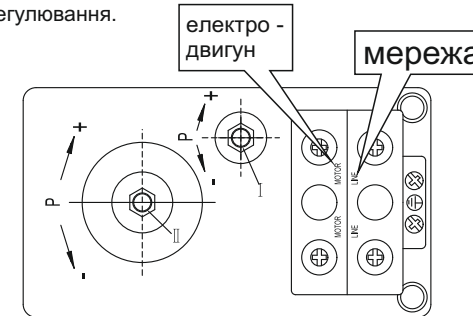 егулювання.
електро -
двигун
мережа
+
P
-
+
P
-
I
II
MOTOR
LINE
MOTOR
LINE